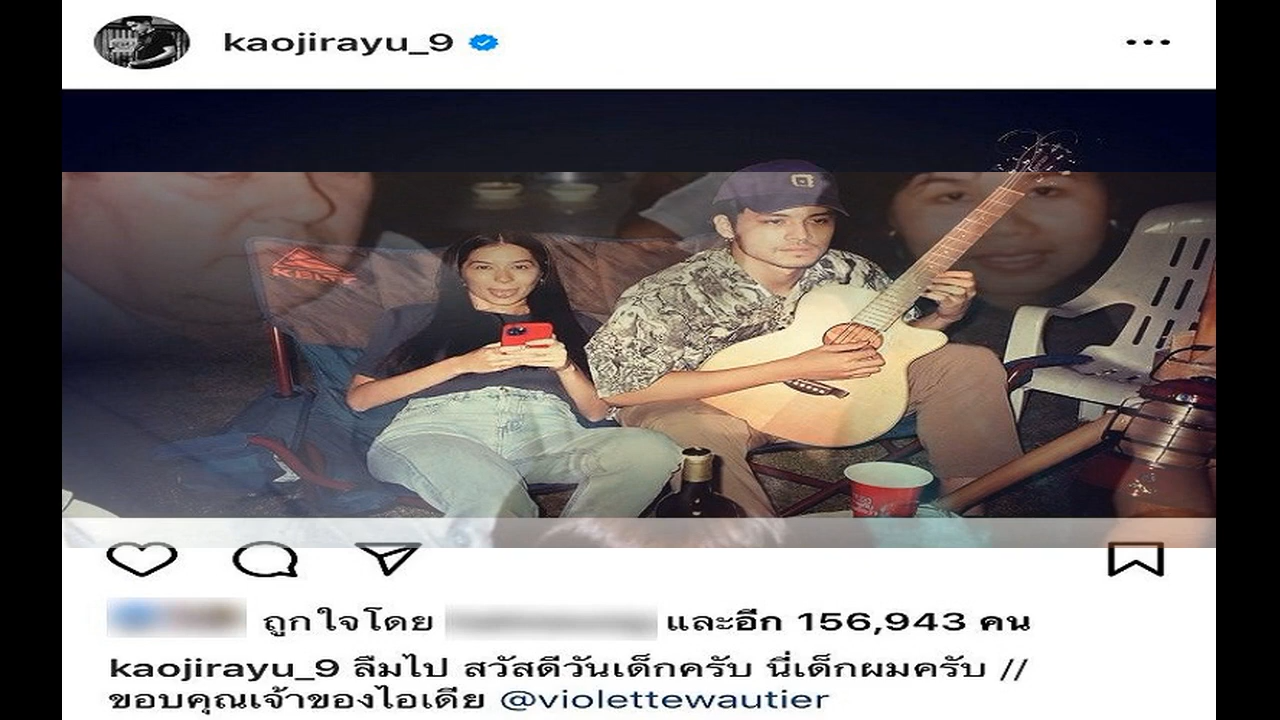 kaojirayu_9
KELTY
ถูกใจโดย และอีก 156,943 คน
kaojirayu_9 ลืมไป สวัสดีวันเด็กครับ นี่เด็กผมครับ //
ขอบคุณเจ้าของไอเดีย @violettewautier